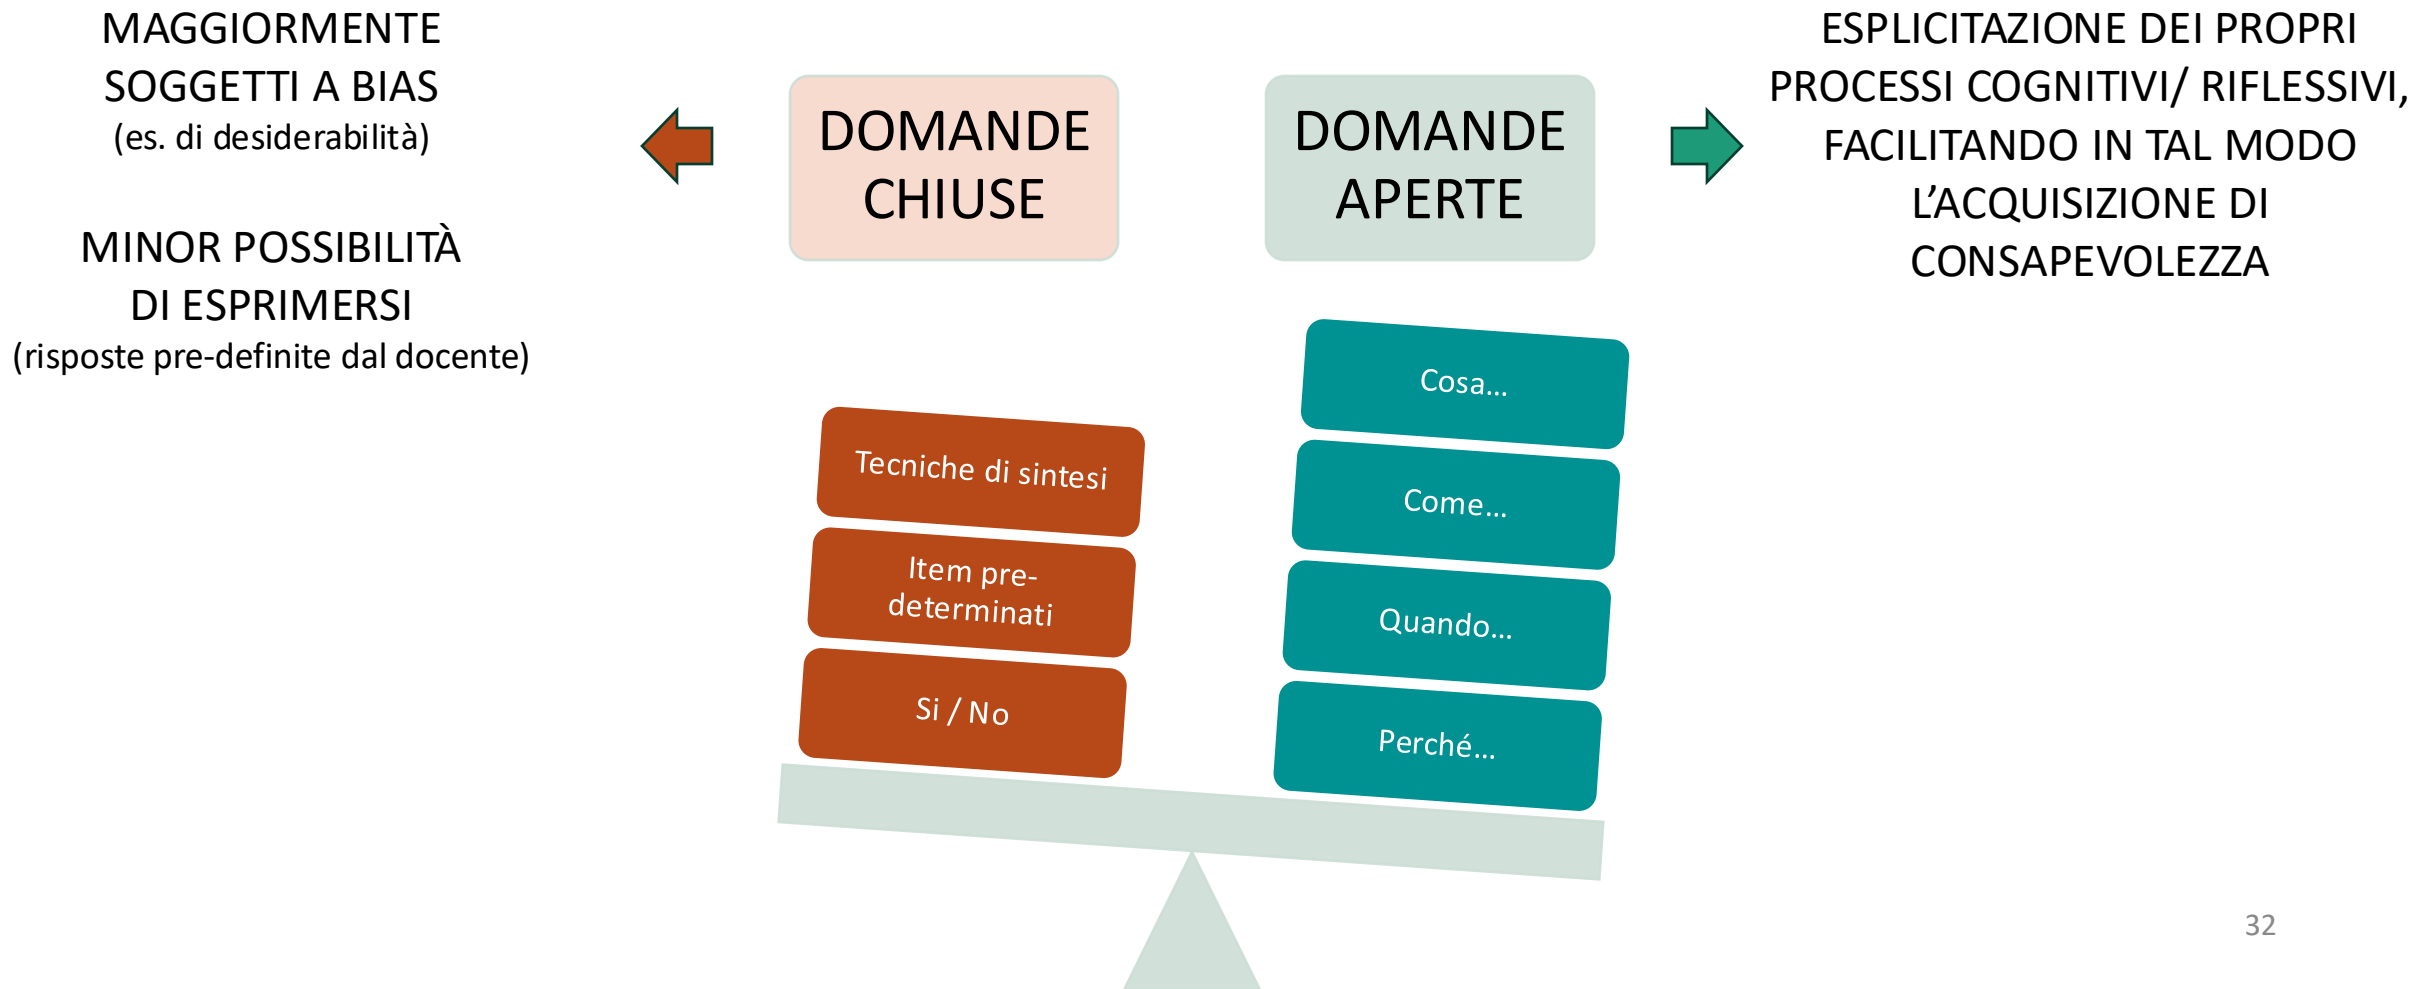 MAGGIORMENTE
SOGGETTI A BIAS
(es. di desiderabilità)
MINOR POSSIBILITÀ
DI ESPRIMERSI
(risposte pre-definite dal docente)
DOMANDE
CHIUSE
DOMANDE
APERTE
ESPLICITAZIONE DEI PROPRI
PROCESSI COGNITIVI/ RIFLESSIVI,
FACILITANDO IN TAL MODO
L’ACQUISIZIONE DI
CONSAPEVOLEZZA
Tecniche di sintesi
Item pre-
determinati
Si / No
Cosa…
Come…
Quando…
Perché…
32